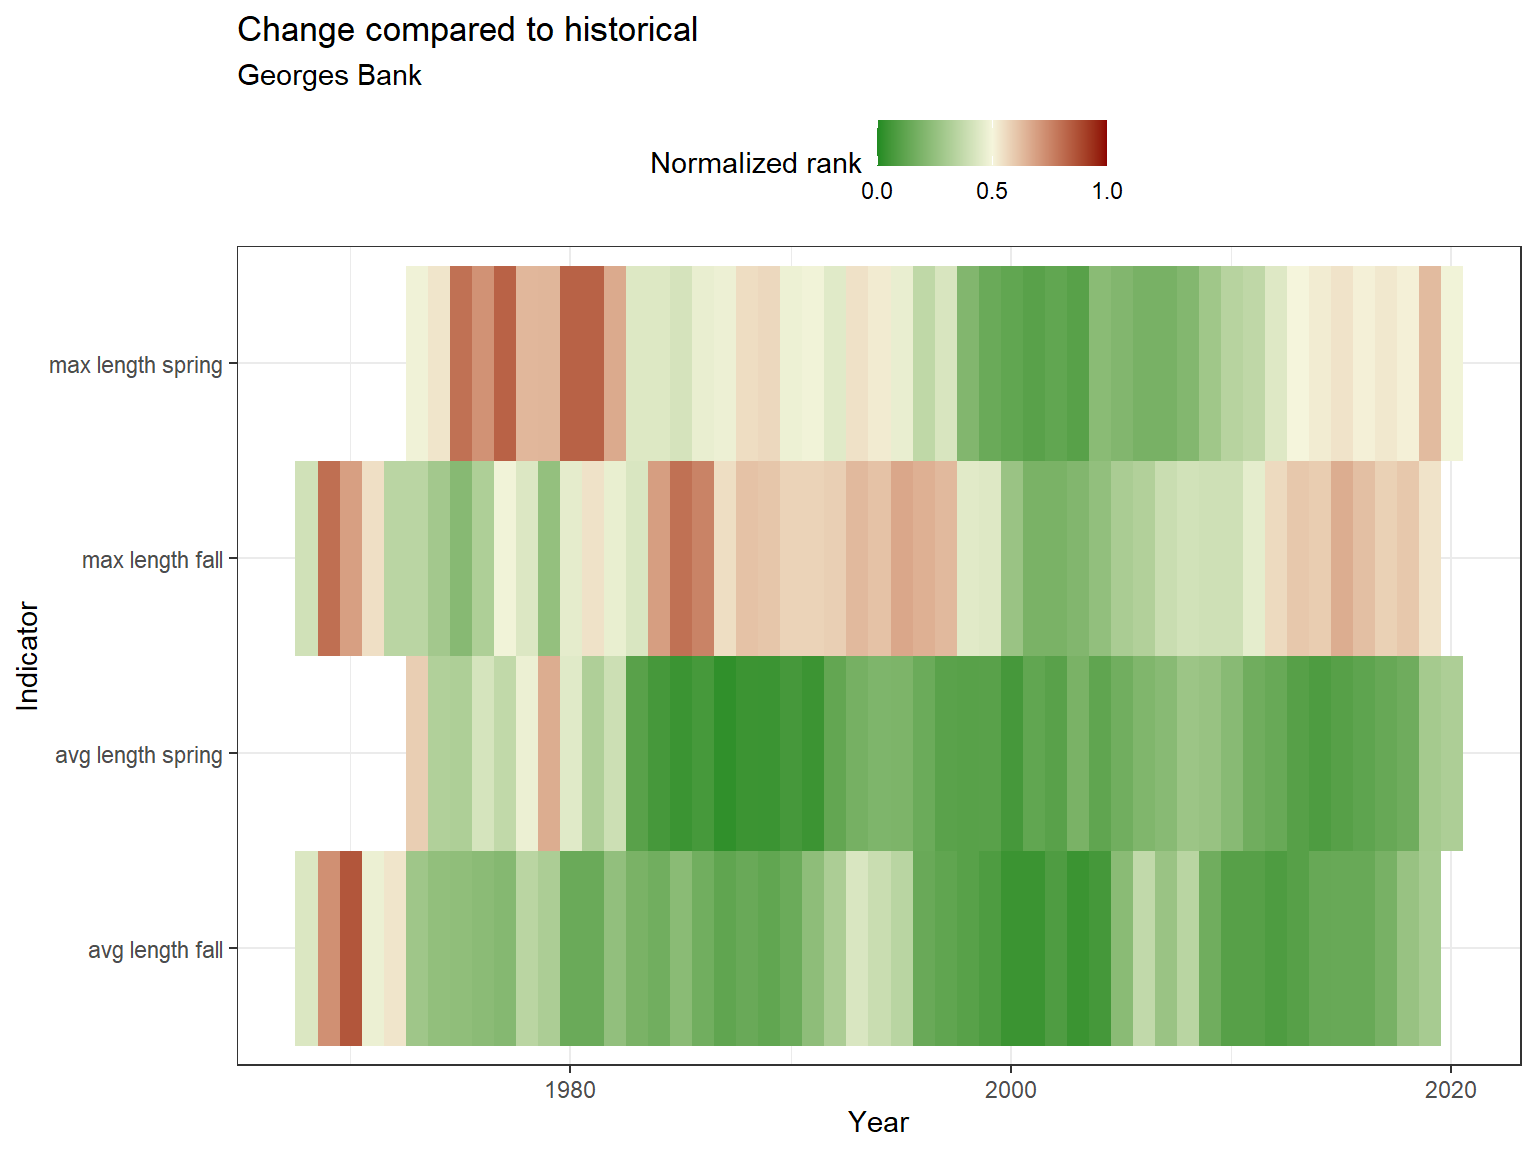 Change compared to historical
Georges Bank
Normalized rank
0.0 0.5 1.0
Indicator
max length spring
max length fall
avg length spring
avg length fall
1980 2000 2020
Year